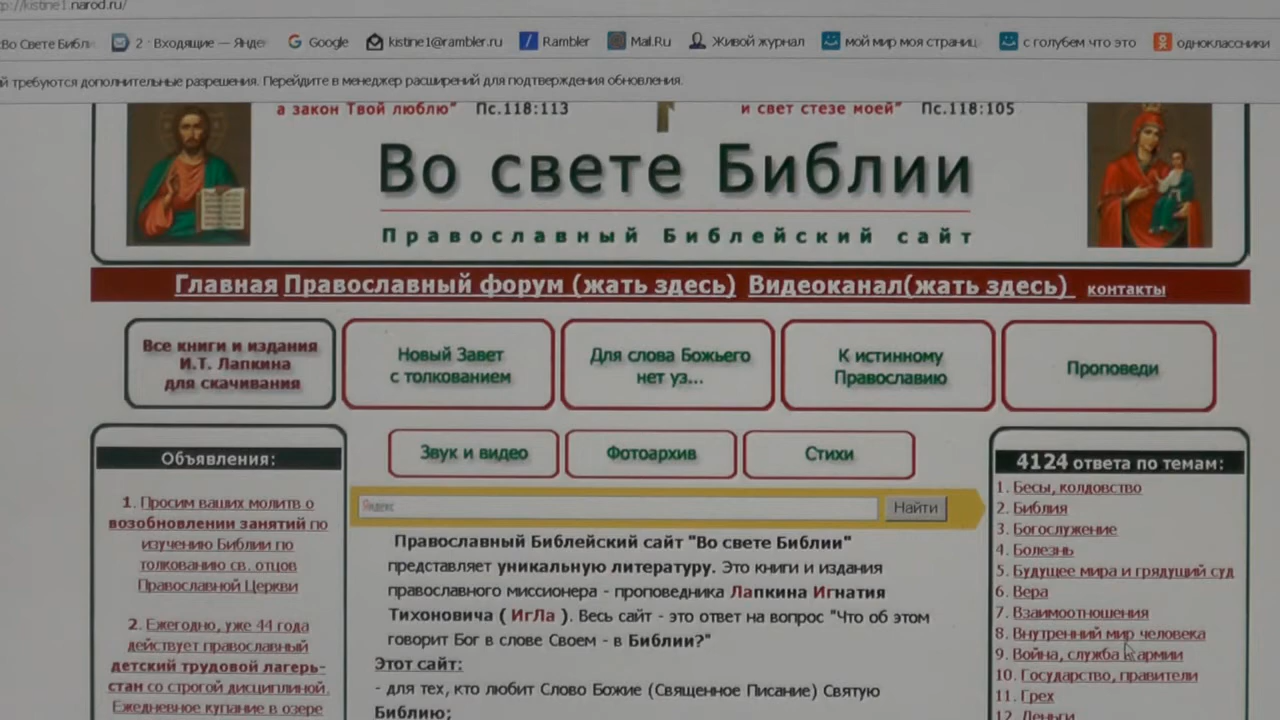 p://kistine1.narod.ru/
Во Свете Библи
2 · Входящие — Янде
Google
kistine1@rambler.ru
Rambler
Mail.Ru
Живой журнал
мой мир моя страниц
с голубем что это
одноклассники
й требуются дополнительные разрешения. Перейдите в менеджер расширений для подтверждения обновления.
а закон Твой люблю" Пс.118:113
и свет стезе моей" Пс.118:105
Во свете Библии
Православный Библейский сайт
Главная Православный форум (жать здесь) Видеоканал(жать здесь) контакты
Все книги и издания
И.Т. Лапкина
для скачивания
Новый Завет
с толкованием
Для слова Божьего
нет уз...
К истинному
Православию
Проповеди
Звук и видео
Фотоархив
Стихи
Объявления:
1. Просим ваших молитв о
возобновлении занятий по
изучению Библии по
толкованию св. отцов
Православной Церкви
2. Ежегодно, уже 44 года
действует православный
детский трудовой лагерь-
стан со строгой дисциплиной.
Ежедневное купание в озере
Яндекс
Найти
Православный Библейский сайт "Во свете Библии"
представляет уникальную литературу. Это книги и издания
православного миссионера - проповедника Лапкина Игнатия
Тихоновича ( ИгЛа ). Весь сайт - это ответ на вопрос "Что об этом
говорит Бог в слове Своем - в Библии?"
Этот сайт:
- для тех, кто любит Слово Божие (Священное Писание) Святую
Библию;
4124 ответа по темам:
1. Бесы, колдовство
2. Библия
3. Богослужение
4. Болезнь
5. Будущее мира и грядущий суд
6. Вера
7. Взаимоотношения
8. Внутренний мир человека
9. Война, служба в армии
10. Государство, правители
11. Грех
12. Деньги